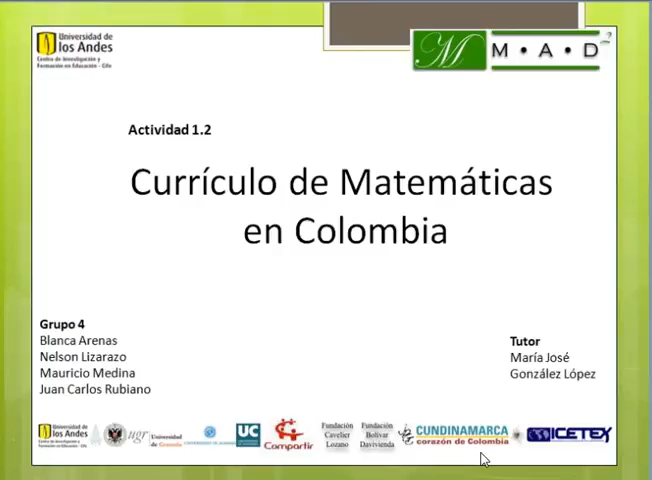 Universidad de
los Andes
Centro de Investigación y
Formación en Educación - Cife
M • A • D
Actividad 1.2
Currículo de Matemáticas
en Colombia
Grupo 4
Blanca Arenas
Nelson Lizarazo
Mauricio Medina
Juan Carlos Rubiano
Tutor
María José
González López
Universidad de
los Andes
ugr
Universidad
de Granada
UC
Compartir
Fundación
Cavelier
Lozano
Fundación
Bolívar
Davivienda
CUNDINAMARCA
corazón de Colombia
ICETEX